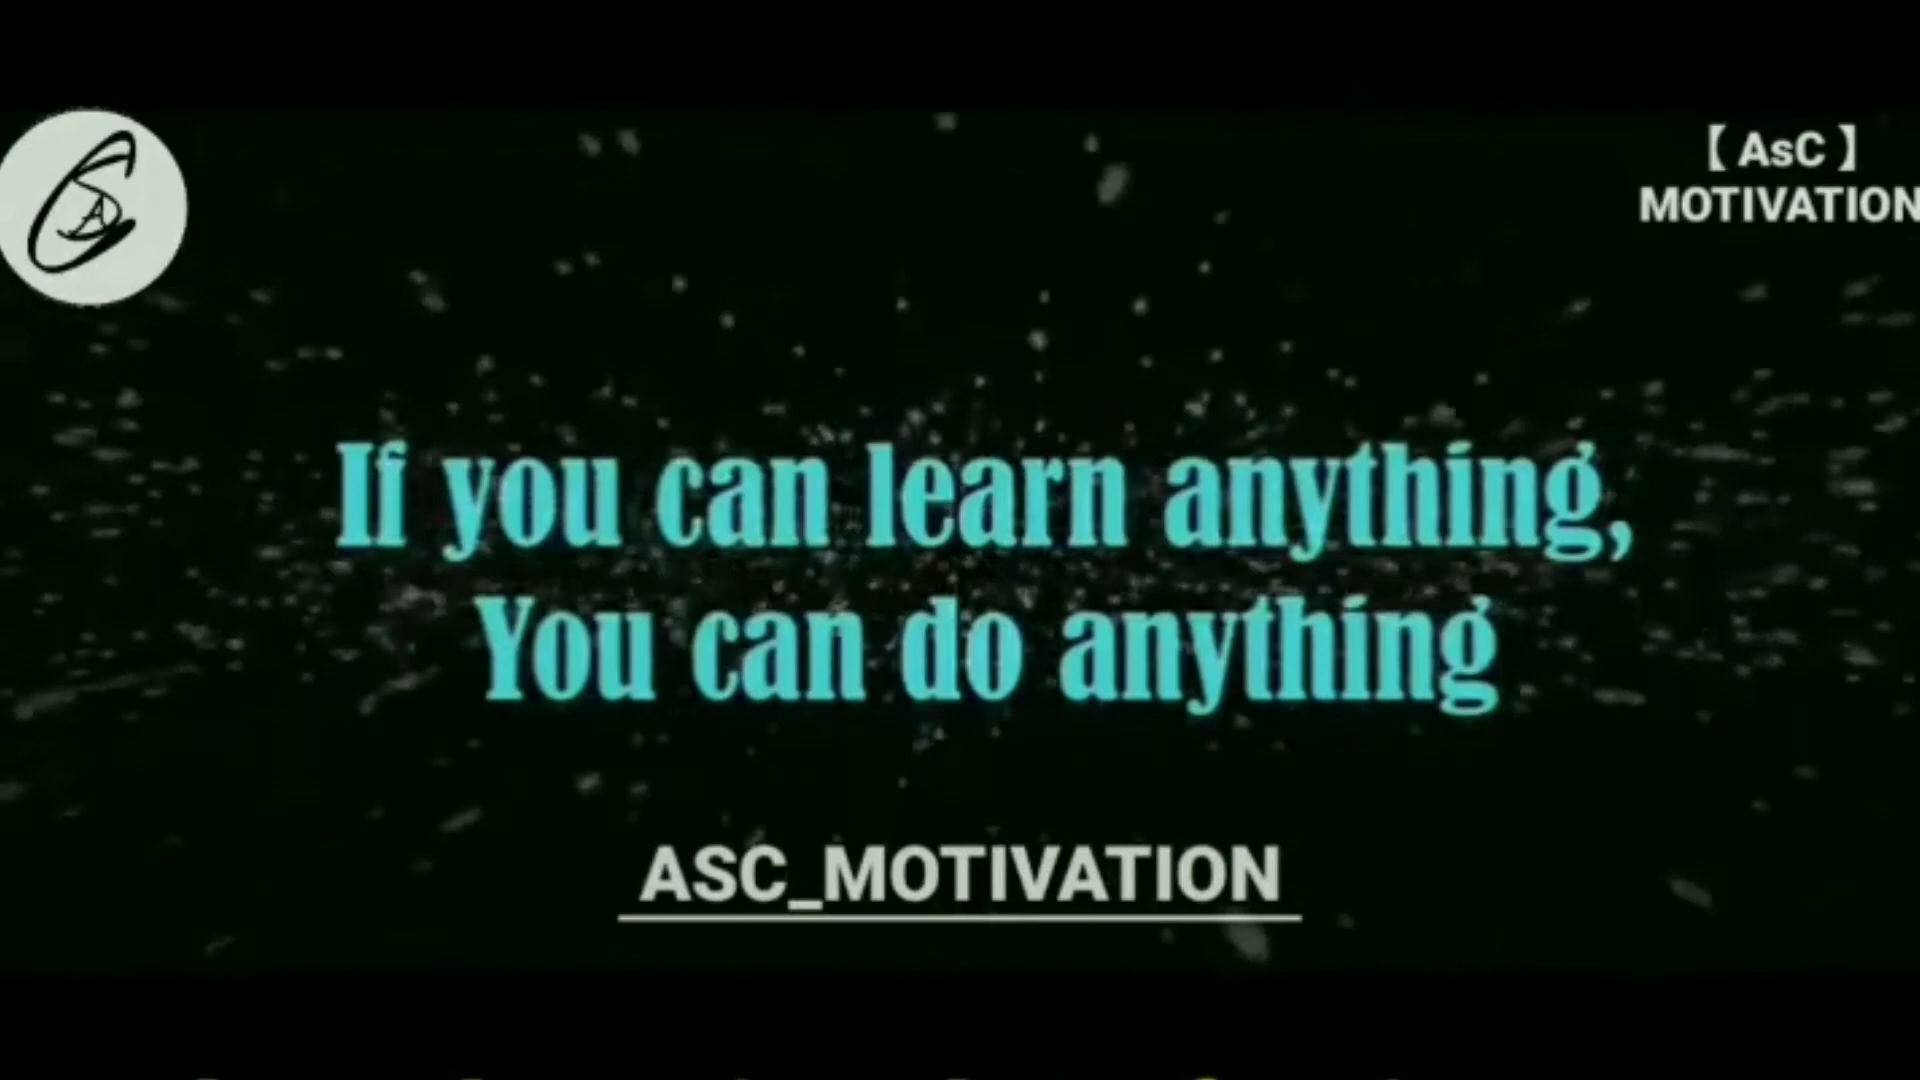 【 AsC 】
MOTIVATION
If you can learn anything,
You can do anything
ASC_MOTIVATION